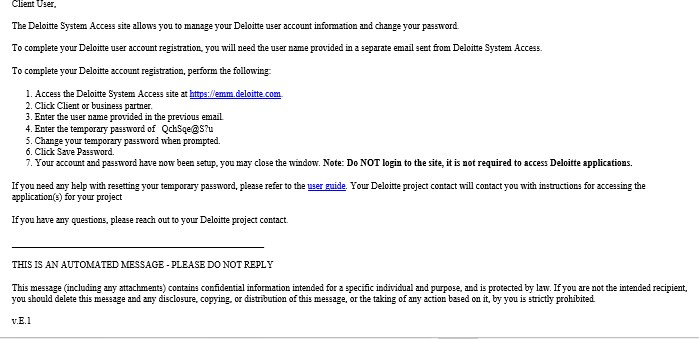 Client User,
The Deloitte System Access site allows you to manage your Deloitte user account information and change your password.
To complete your Deloitte user account registration, you will need the user name provided in a separate email sent from Deloitte System Access.
To complete your Deloitte account registration, perform the following:
1. Access the Deloitte System Access site at https://emm.deloitte.com.
2. Click Client or business partner.
3. Enter the user name provided in the previous email.
4. Enter the temporary password of QchSqe@S?u
5. Change your temporary password when prompted.
6. Click Save Password.
7. Your account and password have now been setup, you may close the window. Note: Do NOT login to the site, it is not required to access Deloitte applications.
If you need any help with resetting your temporary password, please refer to the user guide. Your Deloitte project contact will contact you with instructions for accessing the
application(s) for your project
If you have any questions, please reach out to your Deloitte project contact.
THIS IS AN AUTOMATED MESSAGE - PLEASE DO NOT REPLY
This message (including any attachments) contains confidential information intended for a specific individual and purpose, and is protected by law. If you are not the intended recipient,
you should delete this message and any disclosure, copying, or distribution of this message, or the taking of any action based on it, by you is strictly prohibited.
v.E.1